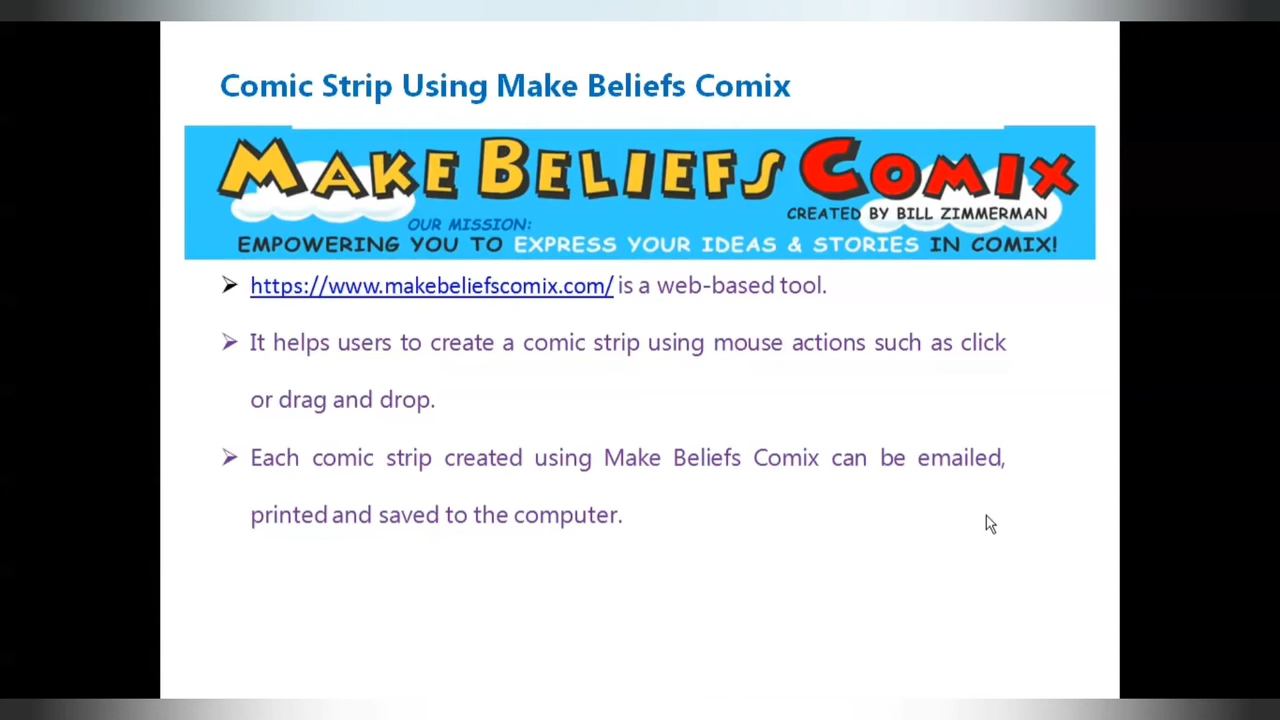 Comic Strip Using Make Beliefs Comix
MAKE BELIEFS COMIX
CREATED BY BILL ZIMMERMAN
OUR MISSION:
EMPOWERING YOU TO EXPRESS YOUR IDEAS & STORIES IN COMIX!
https://www.makebeliefscomix.com/ is a web-based tool.
It helps users to create a comic strip using mouse actions such as click
or drag and drop.
Each comic strip created using Make Beliefs Comix can be emailed,
printed and saved to the computer.